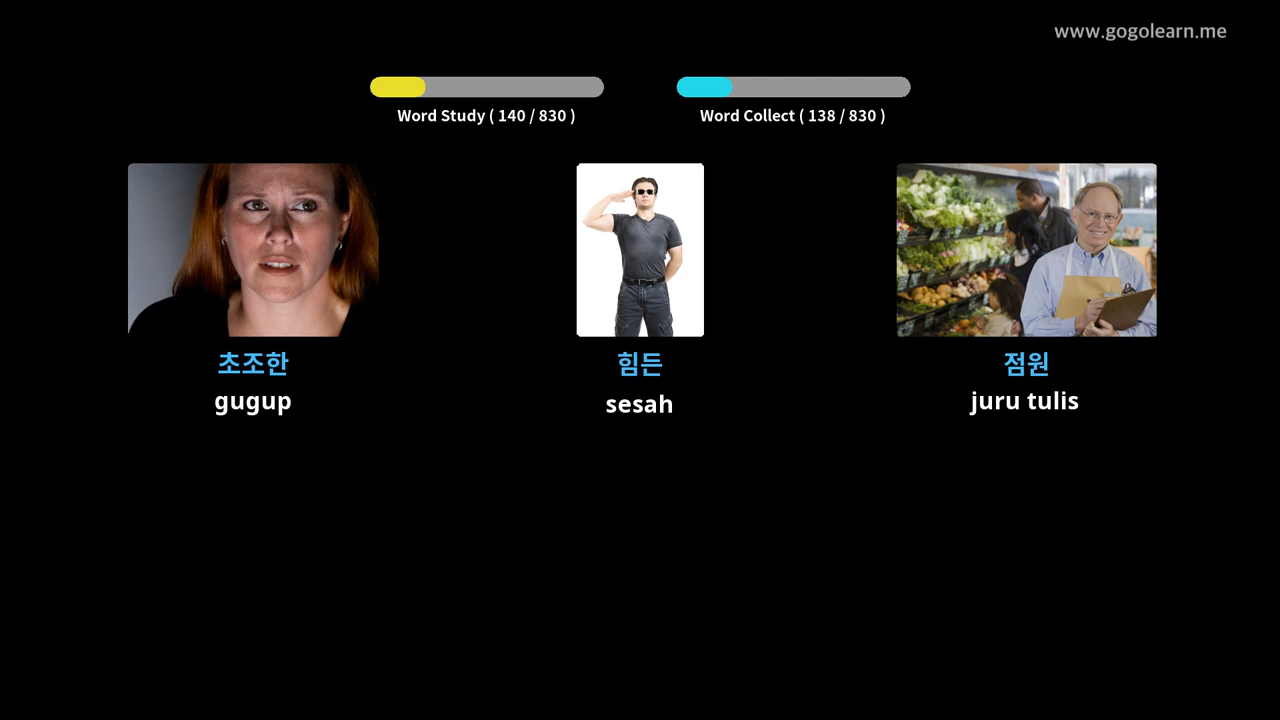 www.gogolearn.me
Word Study ( 140 / 830 )
Word Collect ( 138 / 830 )
초조한
gugup
힘든
sesah
점원
juru tulis